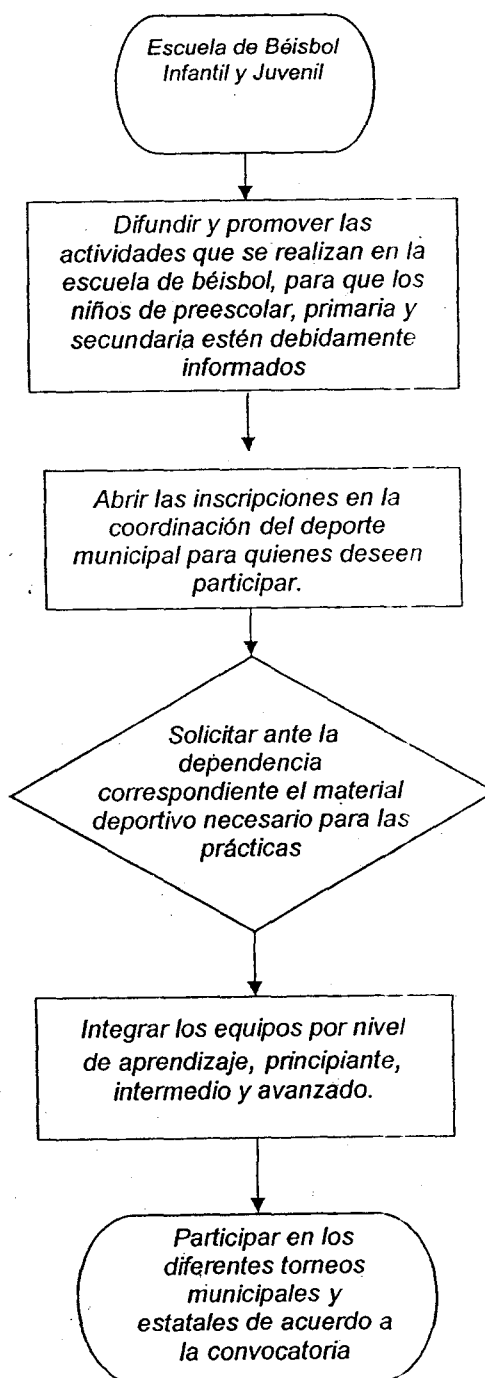 Escuela de Béisbol
Infantil y Juvenil
Difundir y promover las
actividades que se realizan en la
escuela de béisbol, para que los
niños de preescolar, primaria y
secundaria estén debidamente
informados
Abrir las inscripciones en la
coordinación del deporte
municipal para quienes deseen
participar.
Solicitar ante la
dependencia
correspondiente el material
deportivo necesario para las
prácticas
Integrar los equipos por nivel
de aprendizaje, principiante,
intermedio y avanzado.
Participar en los
diferentes torneos
municipales y
estatales de acuerdo a
la convocatoria